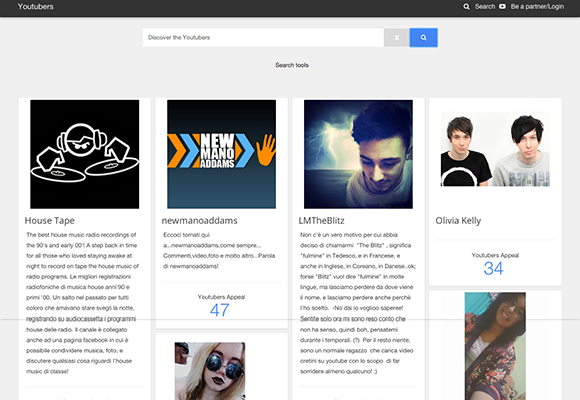 Youtubers
Search
Be a partner/Login
Discover the Youtubers
X
Search tools
House Tape
The best house music radio recordings of
the 90's and early 00'! A step back in time
for all those who loved staying awake at
night to record on tape the house music of
radio programs. Le migliori registrazioni
radiofoniche di musica house anni'90 e
primi '00. Un salto nel passato per tutti
coloro che amavano stare svegli la notte,
registrando su audiocassetta i programmi
house delle radio. Il canale è collegato
anche ad una pagina facebook in cui è
possibile condividere musica, foto, e
discutere qualsiasi cosa riguardi l'house
music di classe!
NEW
MANO
ADDAMS
newmanoaddams
Eccoci tornati qui
a...newmanoaddams,come sempre...
Commenti,video,foto e molto altro...Parola
di newmanoaddams!
Youtubers Appeal
47
LMTheBlitz
Non c'è un vero motivo per cui abbia
deciso di chiamarmi "The Blitz" , significa
"fulmine" in Tedesco, e in Francese, e
anche in Inglese, in Coreano, in Danese..ok;
forse "Blitz" vuol dire "fulmine" in molte
lingue, ma lasciamo perdere da dove viene
il nome, e lasciamo perdere anche perchè
l'ho scelto. -No dai io voglioo saperee!
Sentite solo ora mi sono reso conto che
non ha senso, quindi boh, pensatemi
durante i temporali. (?) Per il resto niente,
sono un normale ragazzo che carica video
cretini su youtube con lo scopo di far
sorridere almeno qualcuno! :)
Olivia Kelly
Youtubers Appeal
34